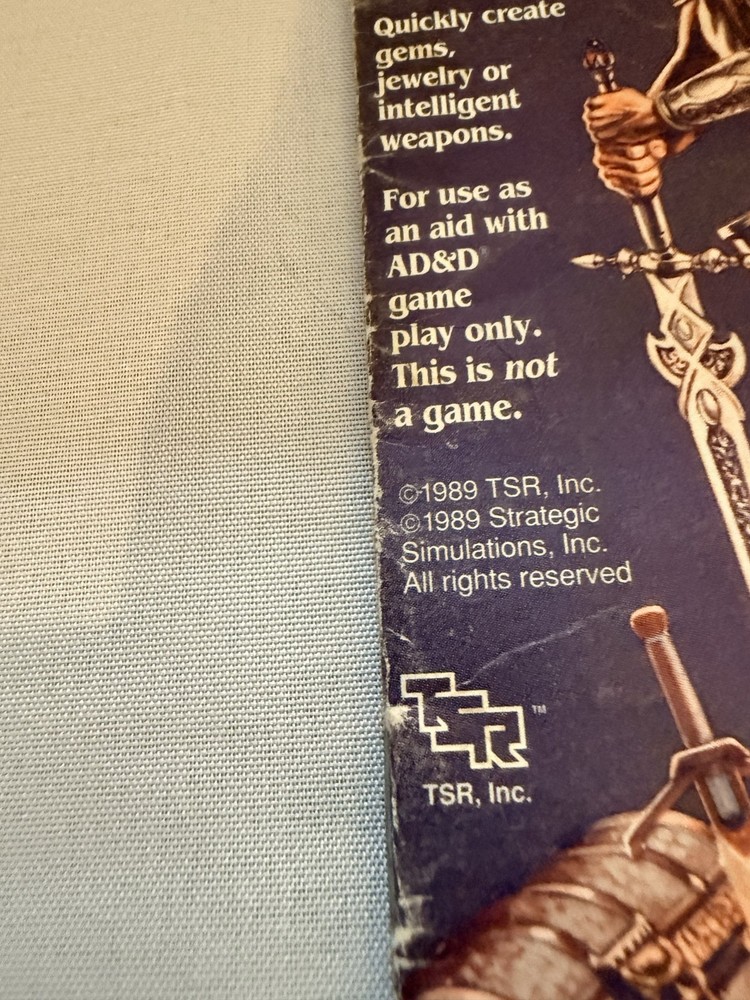 Quickly create
gems,
jewelry or
intelligent
weapons.
For use as
an aid with
AD&D
game
play only.
This is not
a game.
©1989 TSR, Inc.
©1989 Strategic
Simulations, Inc.
All rights reserved
TSR ™
TSR, Inc.